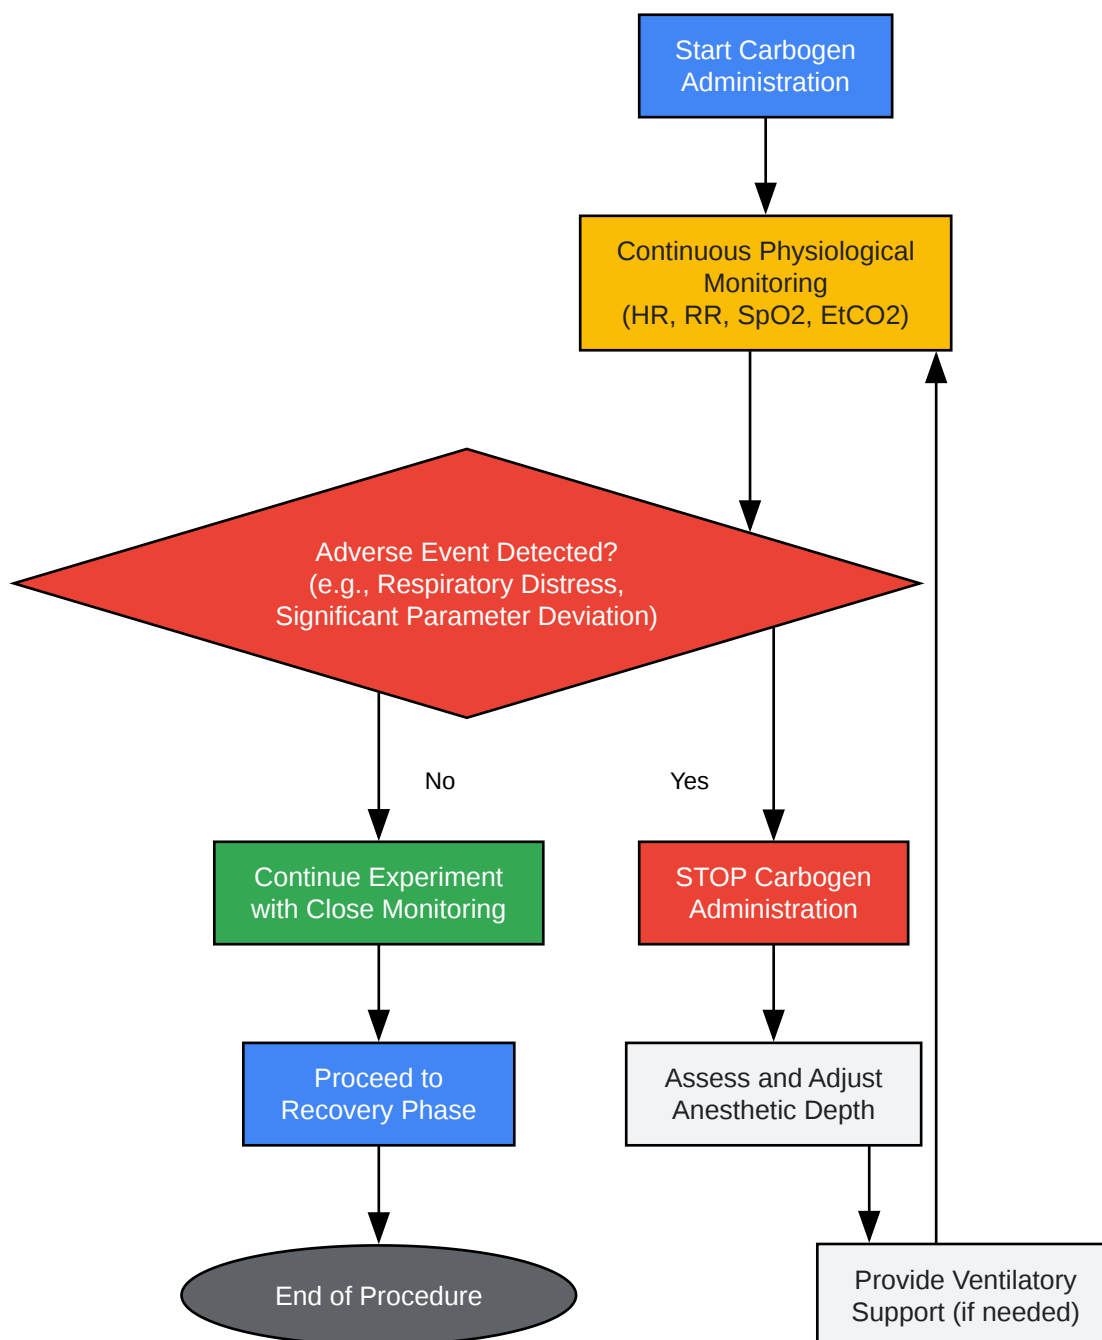 Start Carbogen
Administration
Continuous Physiological
Monitoring
(HR, RR, SpO2, EtCO2)
Adverse Event Detected?
(e.g., Respiratory Distress,
Significant Parameter Deviation)
No
Yes
Continue Experiment
with Close Monitoring
STOP Carbogen
Administration
Proceed to
Recovery Phase
Assess and Adjust
Anesthetic Depth
End of Procedure
Provide Ventilatory
Support (if needed)